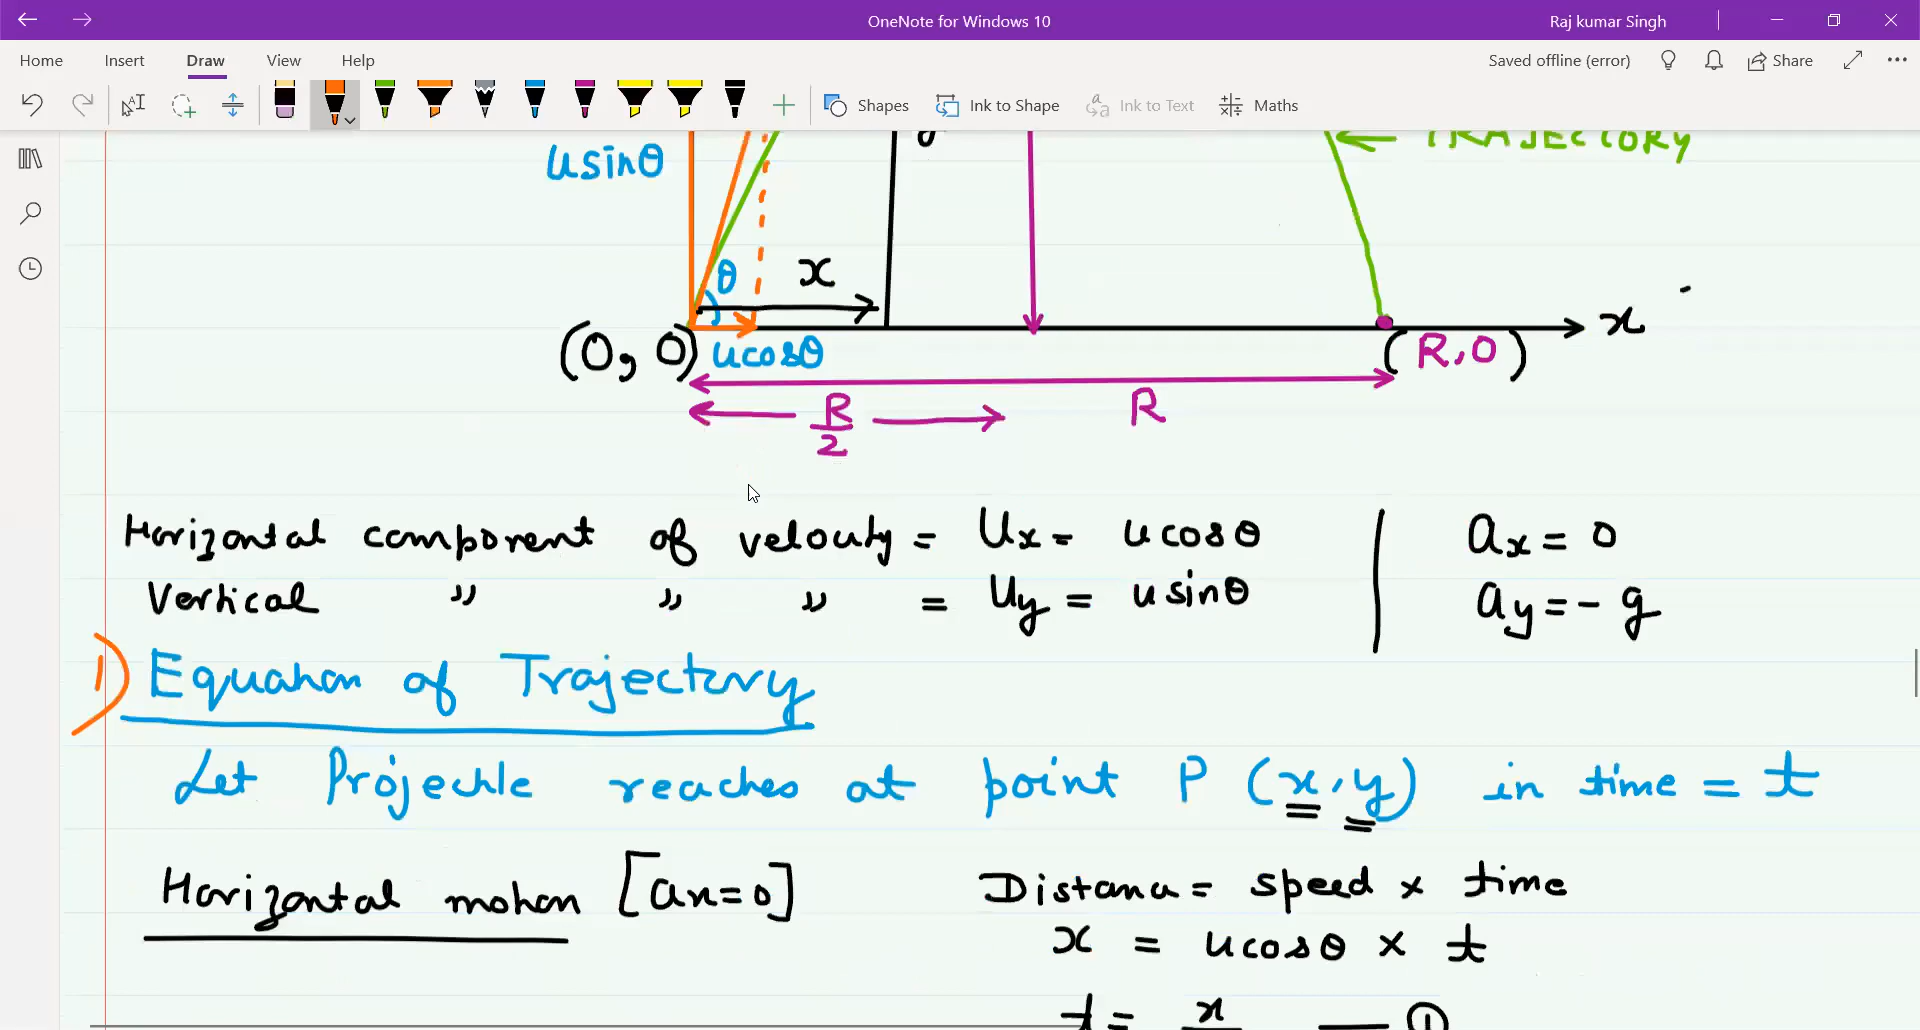 OneNote for Windows 10
Raj kumar Singh
Home Insert Draw View Help
Saved offline (error) Share
Shapes Ink to Shape Ink to Text Maths
usinθ
TRAJECTORY
θ
x
(0, 0)
ucosθ
(R,0)
x
R/2
R
Horizontal component of velocity = Ux = ucosθ
ax = 0
Vertical " " " = Uy = usinθ
ay = - g
1) Equation of Trajectory
Let Projectile reaches at point P (x, y) in time = t
Horizontal motion [ax=0]
Distance = speed × time
x = ucosθ × t
t = x — ①